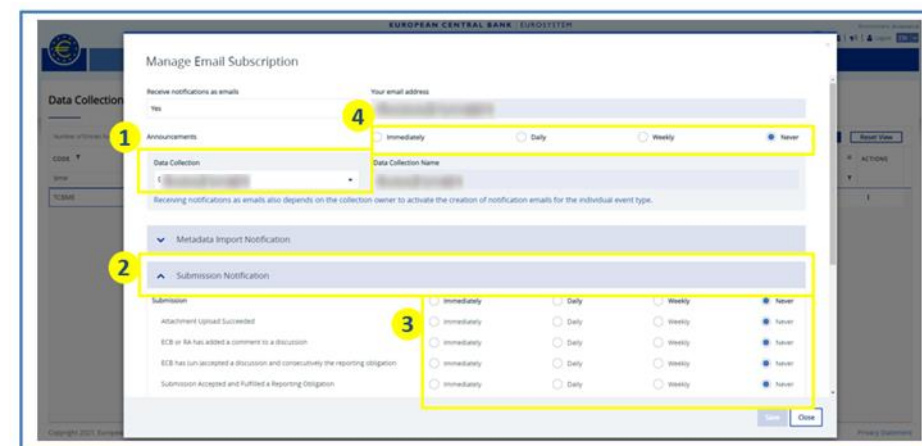 EUROPEAN CENTRAL BANK | EUROSYSTEM
Logout EN
Manage Email Subscription
Receive notifications as emails
Your email address
Yes
Data Collection
4
1
Announcements
Immediately Daily Weekly Never
Reset View
Data Collection
Data Collection Name
CODE
ACTIONS
Receiving notifications as emails also depends on the collection owner to activate the creation of notification emails for the individual event type.
Metadata Import Notification
2
Submission Notification
Submission Immediately Daily Weekly Never
Attachment Upload Succeeded Immediately Daily Weekly Never
3
ECB or RA has added a comment to a discussion Immediately Daily Weekly Never
ECB has (un-)accepted a discussion and consecutively the reporting obligation Immediately Daily Weekly Never
Submission Accepted and Fulfilled a Reporting Obligation Immediately Daily Weekly Never
Save Close
Copyright 2021,
Privacy Statement